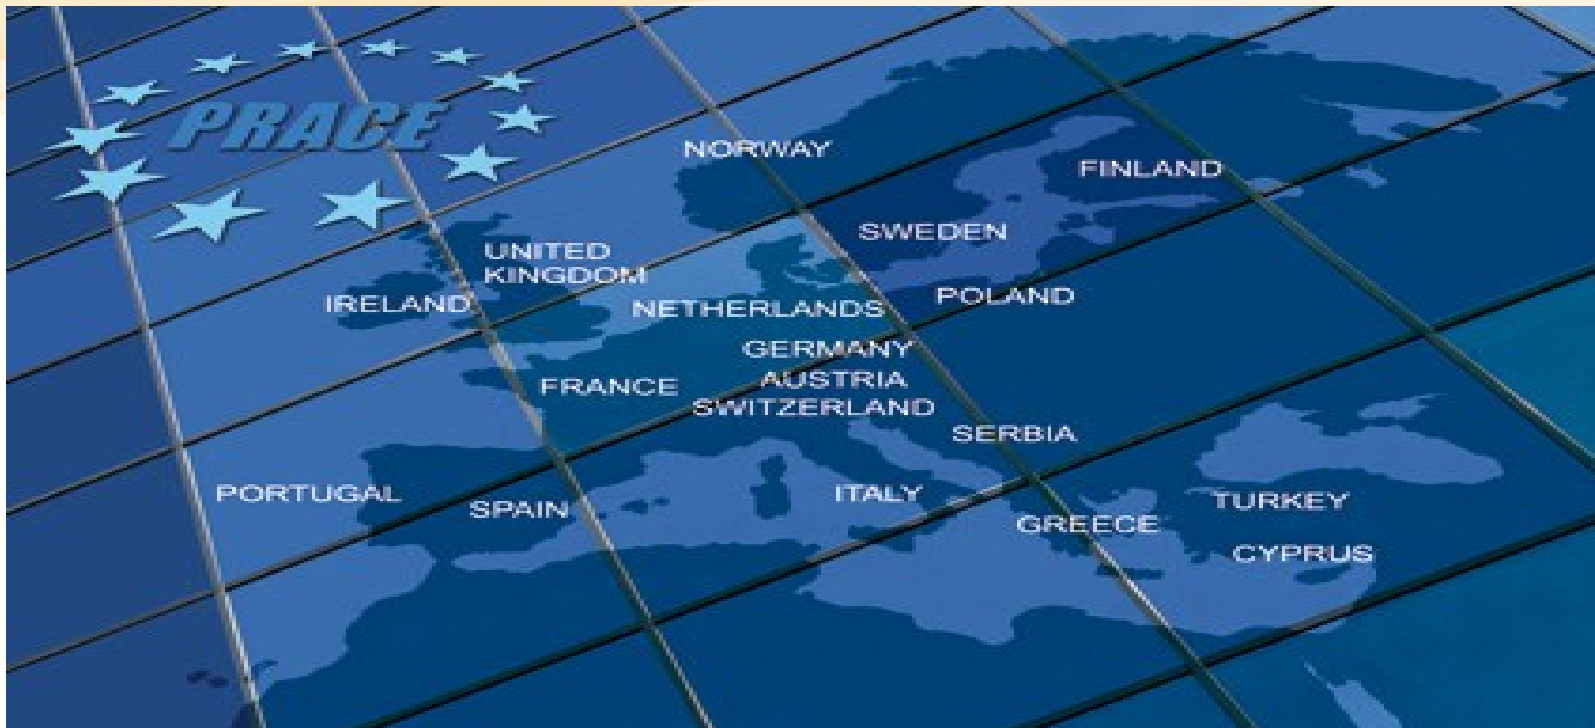 PRACE
NORWAY
FINLAND
SWEDEN
UNITED
KINGDOM
IRELAND
NETHERLANDS
POLAND
GERMANY
AUSTRIA
FRANCE
SWITZERLAND
SERBIA
PORTUGAL
SPAIN
ITALY
TURKEY
GREECE
CYPRUS